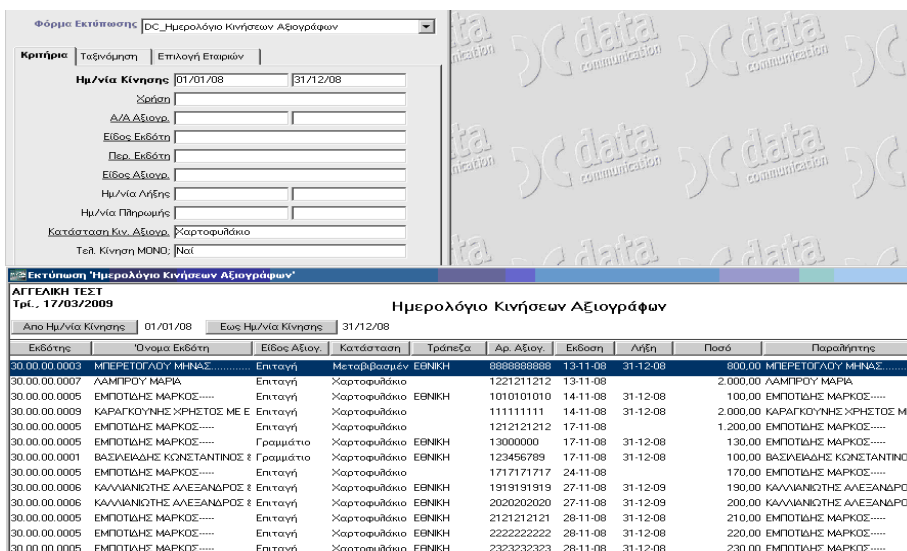 Φόρμα Εκτύπωσης DC_Ημερολόγιο Κινήσεων Αξιογράφων
Κριτήρια Ταξινόμηση Επιλογή Εταιριών
Ημ/νία Κίνησης 01/01/08 31/12/08
Χρήση
Α/Α Αξιογρ.
Είδος Εκδότη
Περ. Εκδότη
Είδος Αξιογρ.
Ημ/νία Λήξης
Ημ/νία Πληρωμής
Κατάσταση Κιν. Αξιογρ. Χαρτοφυλάκιο
Τελ. Κίνηση ΜΟΝΟ; Ναί
data communication
Εκτύπωση 'Ημερολόγιο Κινήσεων Αξιογράφων'
ΑΓΓΕΛΙΚΗ ΤΕΣΤ
Τρί., 17/03/2009
Ημερολόγιο Κινήσεων Αξιογράφων
Απο Ημ/νία Κίνησης 01/01/08 Εως Ημ/νία Κίνησης 31/12/08
Εκδότης Όνομα Εκδότη Είδος Αξιογ. Κατάσταση Τράπεζα Αρ. Αξιογ. Εκδοση Λήξη Ποσό Παραλήπτης
30.00.00.0003 ΜΠΕΡΕΤΟΓΛΟΥ ΜΗΝΑΣ............ Επιταγή Μεταβιβασμέν ΕΘΝΙΚΗ 8888888888 13-11-08 31-12-08 800,00 ΜΠΕΡΕΤΟΓΛΟΥ ΜΗΝΑΣ............
30.00.00.0007 ΛΑΜΠΡΟΥ ΜΑΡΙΑ Επιταγή Χαρτοφυλάκιο 1221211212 13-11-08 2.000,00 ΛΑΜΠΡΟΥ ΜΑΡΙΑ
30.00.00.0005 ΕΜΠΟΤΙΔΗΣ ΜΑΡΚΟΣ----- Επιταγή Χαρτοφυλάκιο ΕΘΝΙΚΗ 1010101010 14-11-08 31-12-08 100,00 ΕΜΠΟΤΙΔΗΣ ΜΑΡΚΟΣ-----
30.00.00.0009 ΚΑΡΑΓΚΟΥΝΗΣ ΧΡΗΣΤΟΣ ΜΕ Ε Επιταγή Χαρτοφυλάκιο 111111111 14-11-08 31-12-08 2.000,00 ΚΑΡΑΓΚΟΥΝΗΣ ΧΡΗΣΤΟΣ Μ
30.00.00.0005 ΕΜΠΟΤΙΔΗΣ ΜΑΡΚΟΣ----- Επιταγή Χαρτοφυλάκιο 1212121212 17-11-08 1.200,00 ΕΜΠΟΤΙΔΗΣ ΜΑΡΚΟΣ-----
30.00.00.0005 ΕΜΠΟΤΙΔΗΣ ΜΑΡΚΟΣ----- Γραμμάτιο Χαρτοφυλάκιο ΕΘΝΙΚΗ 13000000 17-11-08 31-12-08 130,00 ΕΜΠΟΤΙΔΗΣ ΜΑΡΚΟΣ-----
30.00.00.0001 ΒΑΣΙΛΕΙΑΔΗΣ ΚΩΝΣΤΑΝΤΙΝΟΣ & Γραμμάτιο Χαρτοφυλάκιο ΕΘΝΙΚΗ 123456789 17-11-08 31-12-08 100,00 ΒΑΣΙΛΕΙΑΔΗΣ ΚΩΝΣΤΑΝΤΙΝΟ
30.00.00.0005 ΕΜΠΟΤΙΔΗΣ ΜΑΡΚΟΣ----- Επιταγή Χαρτοφυλάκιο 1717171717 24-11-08 170,00 ΕΜΠΟΤΙΔΗΣ ΜΑΡΚΟΣ-----
30.00.00.0006 ΚΑΛΛΙΑΝΙΩΤΗΣ ΑΛΕΞΑΝΔΡΟΣ & Επιταγή Χαρτοφυλάκιο ΕΘΝΙΚΗ 1919191919 27-11-08 31-12-09 190,00 ΚΑΛΛΙΑΝΙΩΤΗΣ ΑΛΕΞΑΝΔΡΟ
30.00.00.0006 ΚΑΛΛΙΑΝΙΩΤΗΣ ΑΛΕΞΑΝΔΡΟΣ & Επιταγή Χαρτοφυλάκιο ΕΘΝΙΚΗ 2020202020 27-11-08 31-12-09 200,00 ΚΑΛΛΙΑΝΙΩΤΗΣ ΑΛΕΞΑΝΔΡΟ
30.00.00.0005 ΕΜΠΟΤΙΔΗΣ ΜΑΡΚΟΣ----- Επιταγή Χαρτοφυλάκιο ΕΘΝΙΚΗ 2121212121 28-11-08 31-12-08 210,00 ΕΜΠΟΤΙΔΗΣ ΜΑΡΚΟΣ-----
30.00.00.0005 ΕΜΠΟΤΙΔΗΣ ΜΑΡΚΟΣ----- Επιταγή Χαρτοφυλάκιο ΕΘΝΙΚΗ 2222222222 28-11-08 31-12-08 220,00 ΕΜΠΟΤΙΔΗΣ ΜΑΡΚΟΣ-----
30.00.00.0005 ΕΜΠΟΤΙΔΗΣ ΜΑΡΚΟΣ----- Επιταγή Χαρτοφυλάκιο ΕΘΝΙΚΗ 2323232323 28-11-08 31-12-08 230,00 ΕΜΠΟΤΙΔΗΣ ΜΑΡΚΟΣ-----